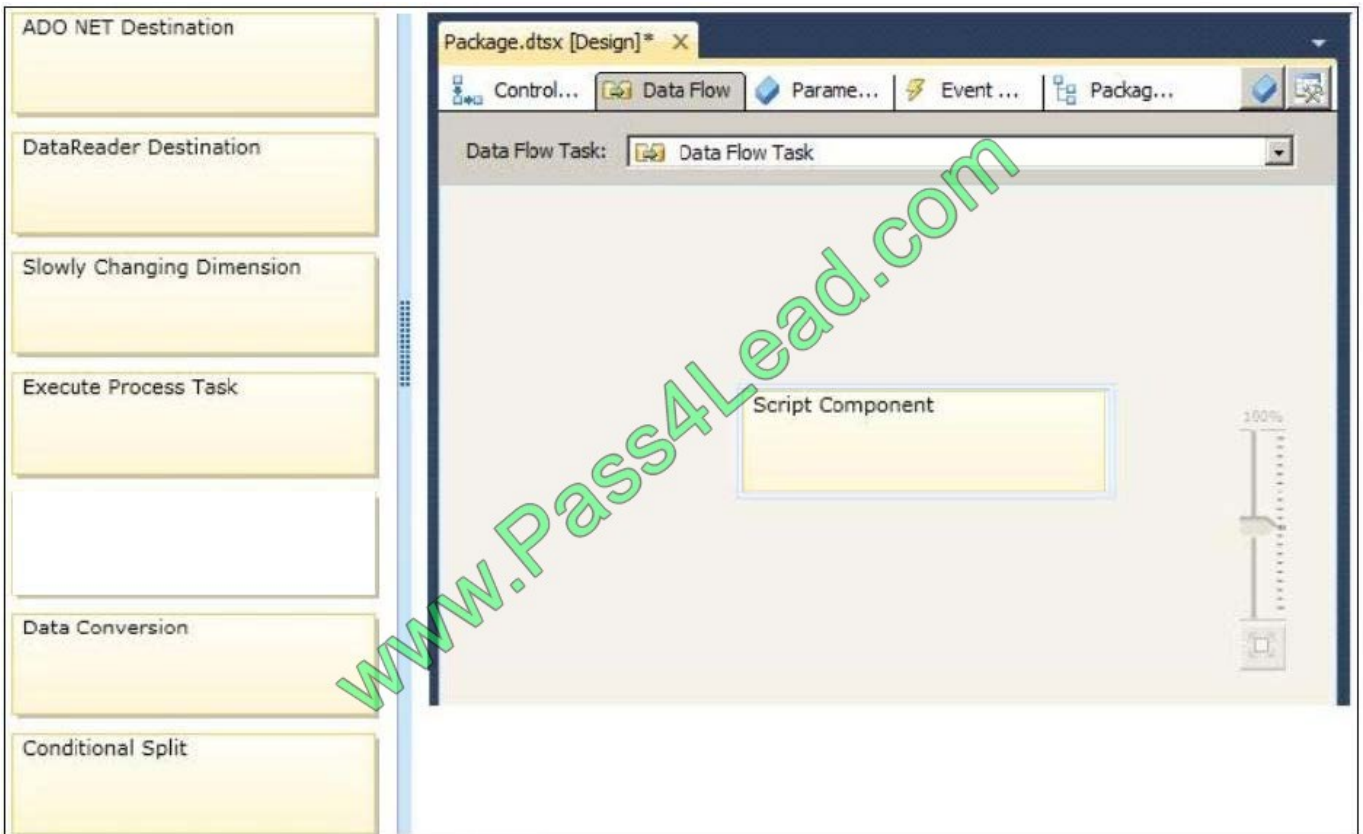 ADO NET Destination
DataReader Destination
Slowly Changing Dimension
Execute Process Task
Data Conversion
Conditional Split
Package.dtsx [Design]* X
Control... Data Flow Parame... Event ... Packag...
Data Flow Task: Data Flow Task
Script Component
100%
www.Pass4Lead.com